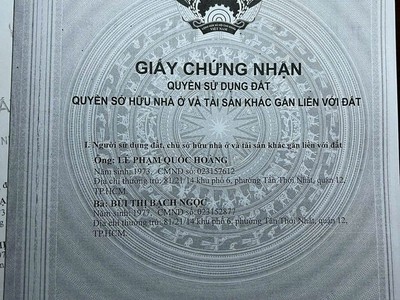 GIẤY CHỨNG NHẬN
QUYỀN SỬ DỤNG ĐẤT
QUYỀN SỞ HỮU NHÀ Ở VÀ TÀI SẢN KHÁC GẮN LIỀN VỚI ĐẤT
I. Người sử dụng đất, chủ sở hữu nhà ở và tài sản khác gắn liền với đất
Ông: LÊ PHẠM QUỐC HOÀNG
Năm sinh: 1973, CMND số: 023157612
Địa chỉ thường trú: 81/21/14 khu phố 6, phường Tân Thới Nhất, quận 12,
TP.HCM
Bà: BÙI THỊ BẠCH NGỌC
Năm sinh: 1977, CMND số: 023152877
Địa chỉ thường trú: 81/21/14 khu phố 6, phường Tân Thới Nhất, quận 12,
TP.HCM